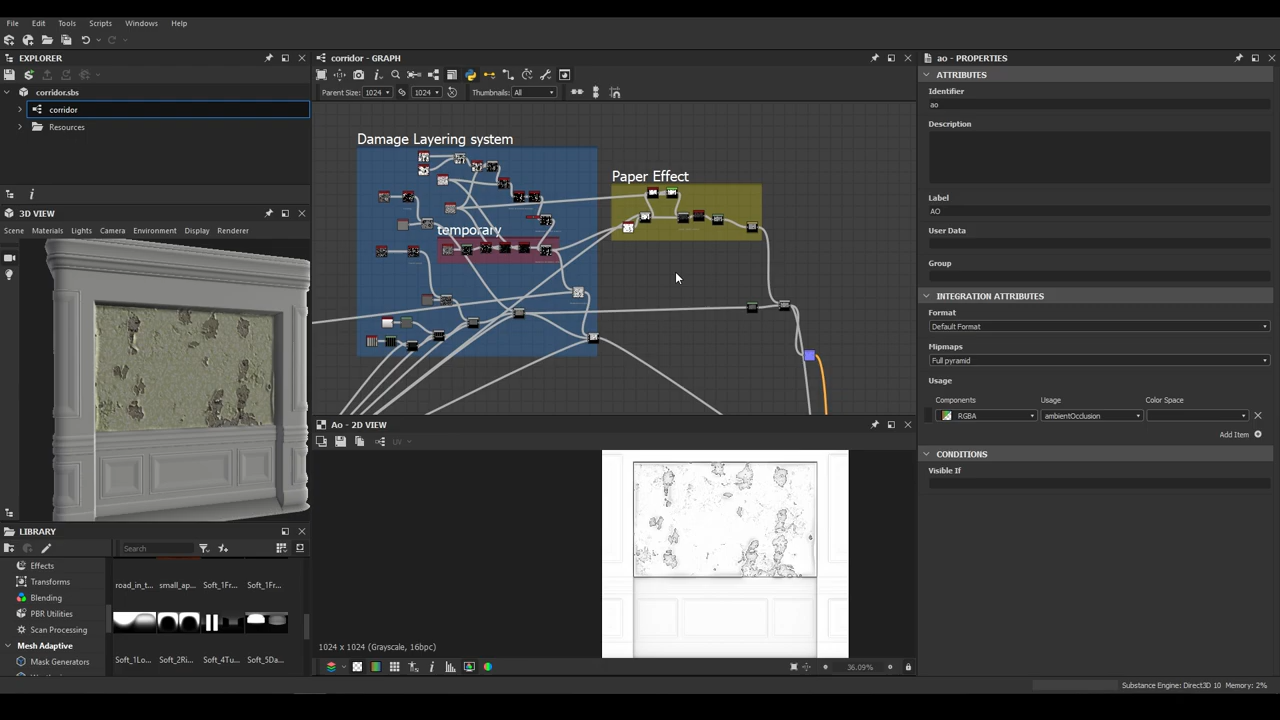 File Edit Tools Scripts Windows Help
EXPLORER
corridor.sbs
corridor
Resources
3D VIEW
Scene Materials Lights Camera Environment Display Renderer
LIBRARY
Search
Effects
Transforms
Blending
PBR Utilities
Scan Processing
Mesh Adaptive
Mask Generators
road_in_t... small_ap... Soft_1Fr... Soft_1Fr...
Soft_1Lo... Soft_2Ri... Soft_4Tu... Soft_5Da...
corridor - GRAPH
Parent Size: 1024 1024 Thumbnails: All
Damage Layering system
Paper Effect
temporary
Ao - 2D VIEW
UV
1024 x 1024 (Grayscale, 16bpc)
36.09%
ao - PROPERTIES
ATTRIBUTES
Identifier
ao
Description
Label
AO
User Data
Group
INTEGRATION ATTRIBUTES
Format
Default Format
Mipmaps
Full pyramid
Usage
Components Usage Color Space
RGBA ambientOcclusion
Add Item
CONDITIONS
Visible If
Substance Engine: Direct3D 10 Memory: 2%